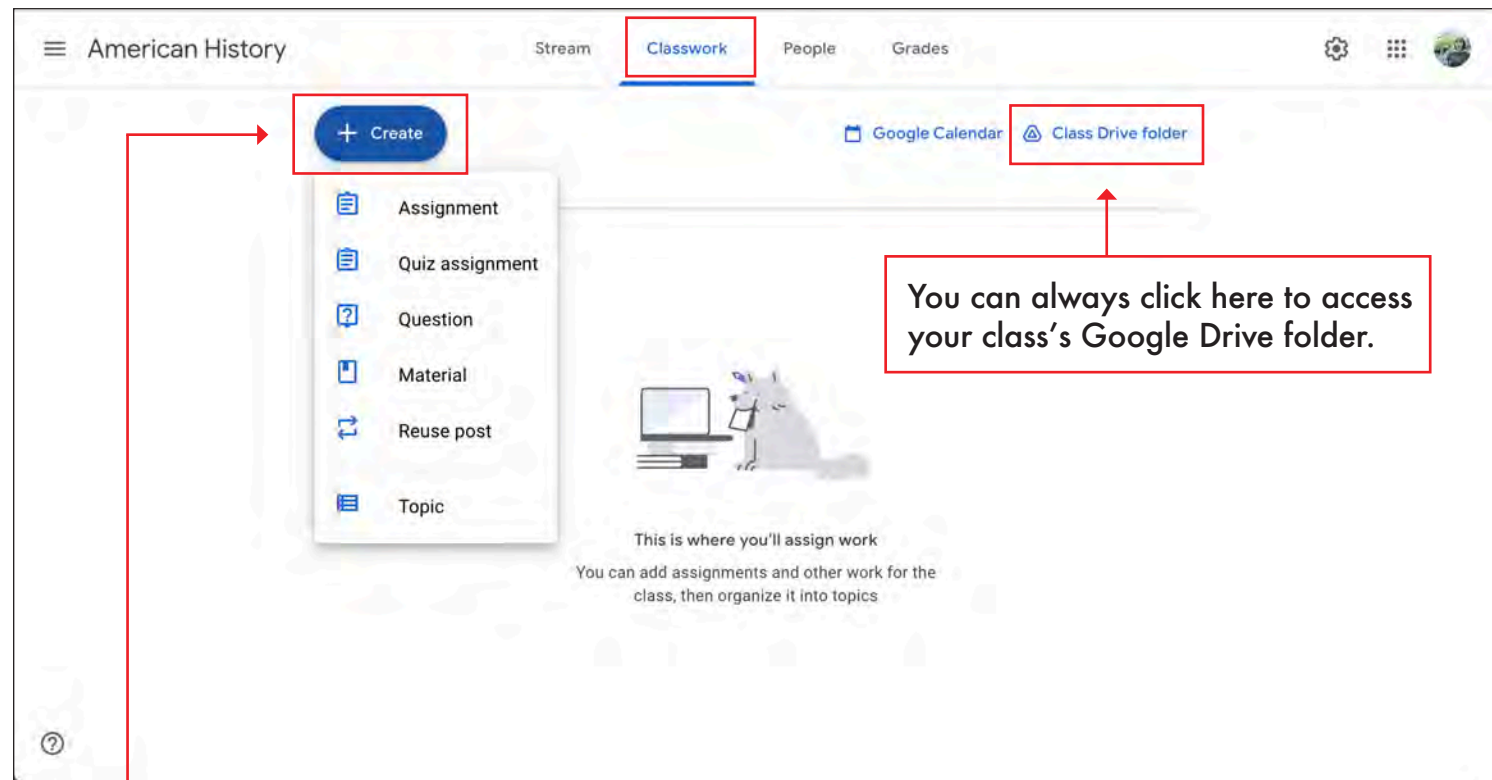 American History
Stream Classwork People Grades
+ Create
Google Calendar Class Drive folder
Assignment
Quiz assignment
Question
Material
Reuse post
Topic
You can always click here to access
your class’s Google Drive folder.
This is where you'll assign work
You can add assignments and other work for the
class, then organize it into topics